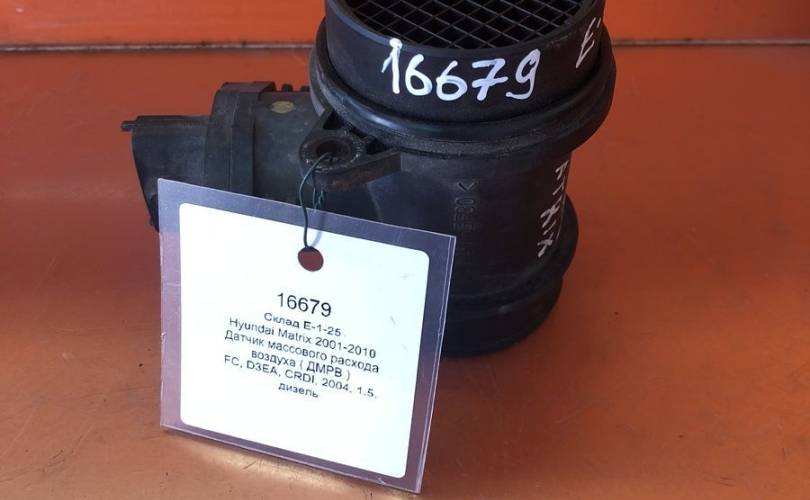 16679 E-
16679
Склад Е-1-25
Hyundai Matrix 2001-2010
Датчик массового расхода
воздуха ( ДМРВ )
FC, D3EA, CRDI, 2004, 1.5,
дизель